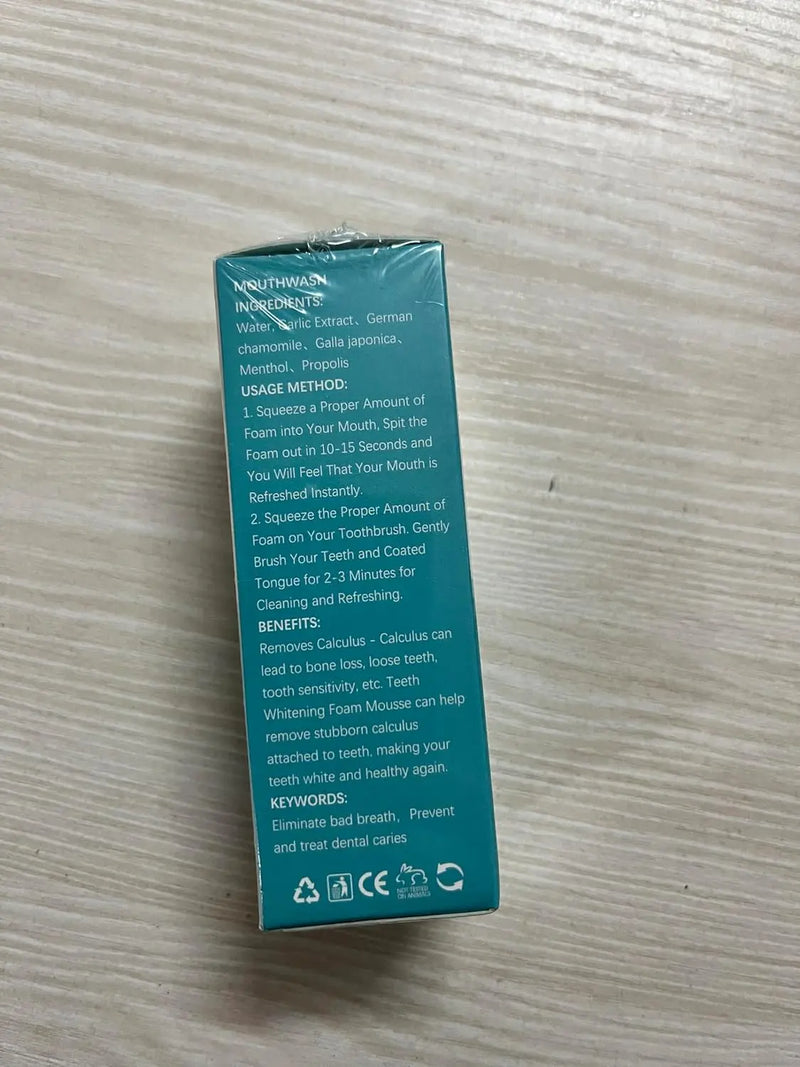 MOUTHWASH
INGREDIENTS:
Water, Garlic Extract、German
chamomile、Galla japonica、
Menthol、Propolis
USAGE METHOD:
1. Squeeze a Proper Amount of
Foam into Your Mouth, Spit the
Foam out in 10-15 Seconds and
You Will Feel That Your Mouth is
Refreshed Instantly.
2. Squeeze the Proper Amount of
Foam on Your Toothbrush. Gently
Brush Your Teeth and Coated
Tongue for 2-3 Minutes for
Cleaning and Refreshing.
BENEFITS:
Removes Calculus - Calculus can
lead to bone loss, loose teeth,
tooth sensitivity, etc. Teeth
Whitening Foam Mousse can help
remove stubborn calculus
attached to teeth. making your
teeth white and healthy again.
KEYWORDS:
Eliminate bad breath,  Prevent
and treat dental caries
CE
NOT TESTED
ON ANIMALS